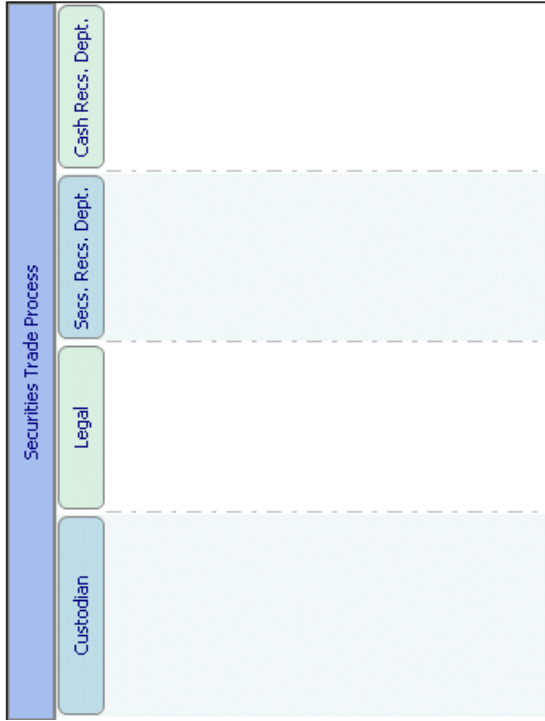 Securities Trade Process
Cash Recs. Dept.
Secs. Recs. Dept.
Legal
Custodian